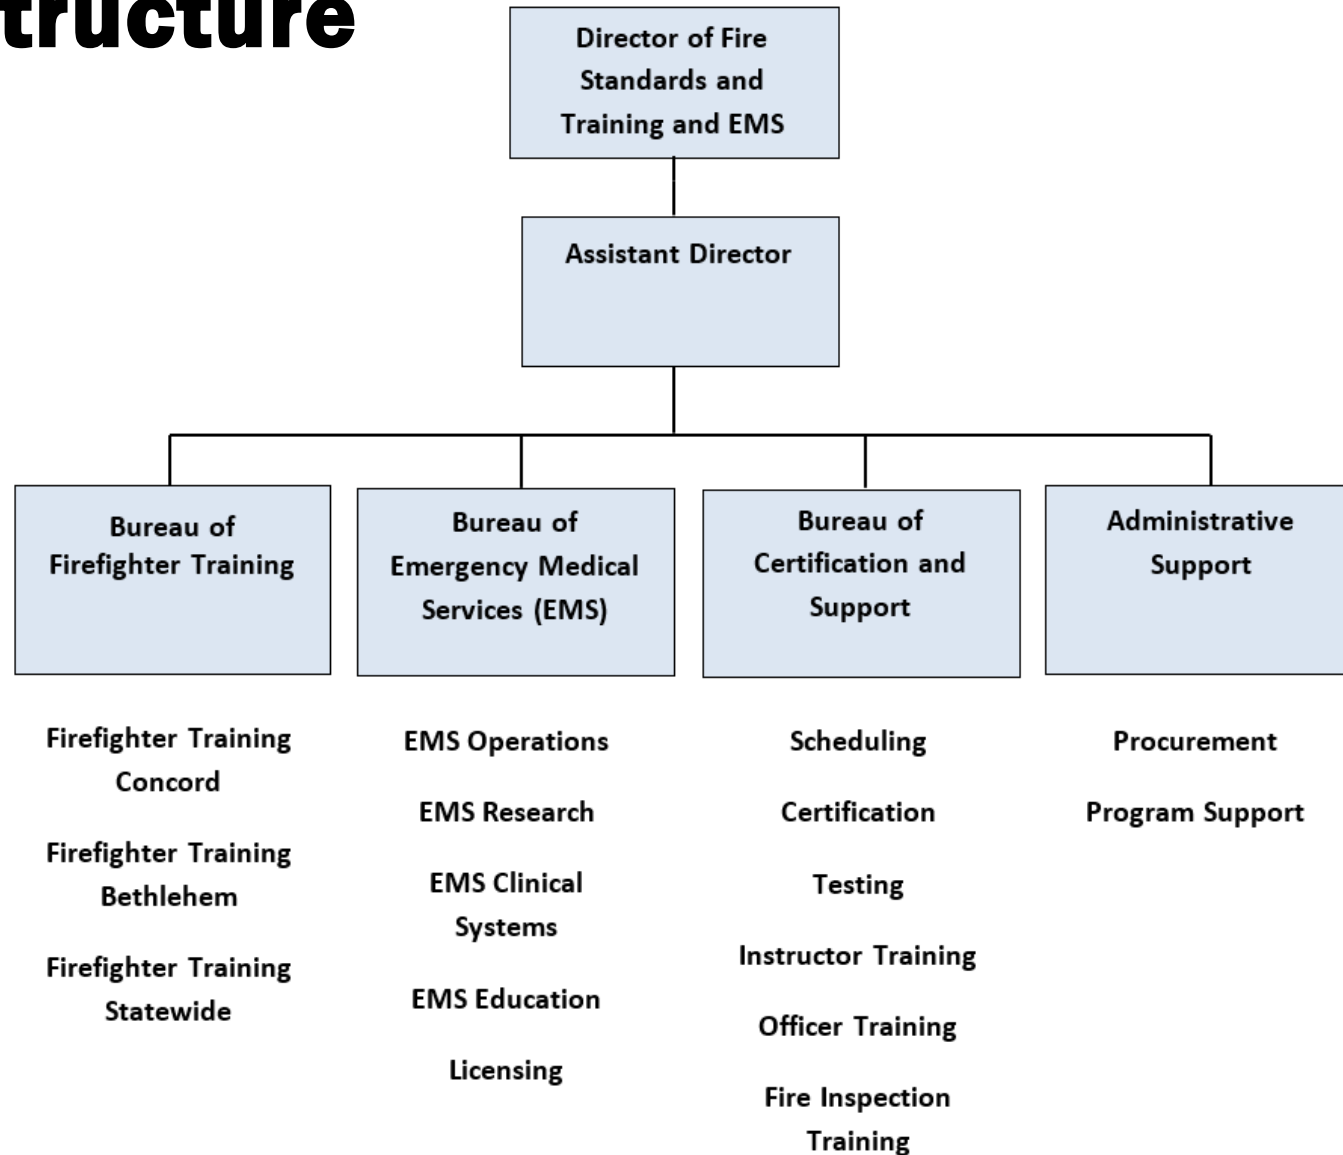 tructure
Director of Fire
Standards and
Training and EMS
Assistant Director
Bureau of
Firefighter Training
Bureau of
Emergency Medical
Services (EMS)
Bureau of
Certification and
Support
Administrative
Support
Firefighter Training
Concord
Firefighter Training
Bethlehem
Firefighter Training
Statewide
EMS Operations
EMS Research
EMS Clinical
Systems
EMS Education
Licensing
Scheduling
Certification
Testing
Instructor Training
Officer Training
Fire Inspection
Training
Procurement
Program Support